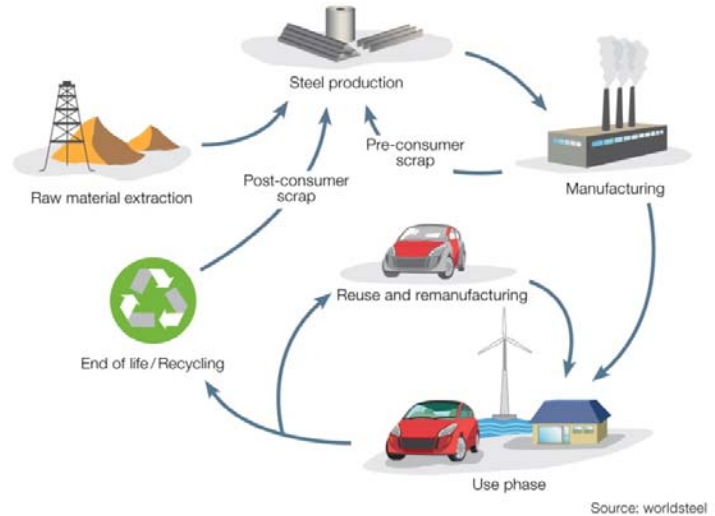 Steel production
Pre-consumer
scrap
Post-consumer
scrap
Manufacturing
Raw material extraction
Reuse and remanufacturing
End of life/Recycling
Use phase
Source: worldsteel